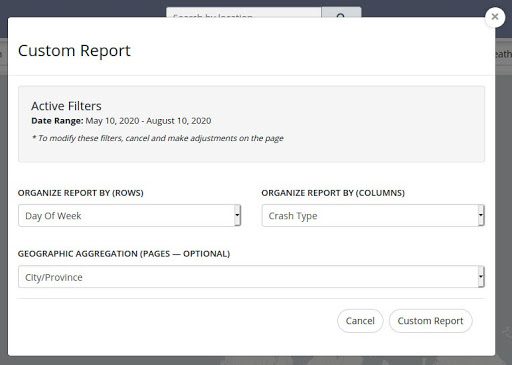 Search by location
Custom Report
Active Filters
Date Range: May 10, 2020 - August 10, 2020
* To modify these filters, cancel and make adjustments on the page
ORGANIZE REPORT BY (ROWS)
ORGANIZE REPORT BY (COLUMNS)
Day Of Week
Crash Type
GEOGRAPHIC AGGREGATION (PAGES — OPTIONAL)
City/Province
Cancel
Custom Report